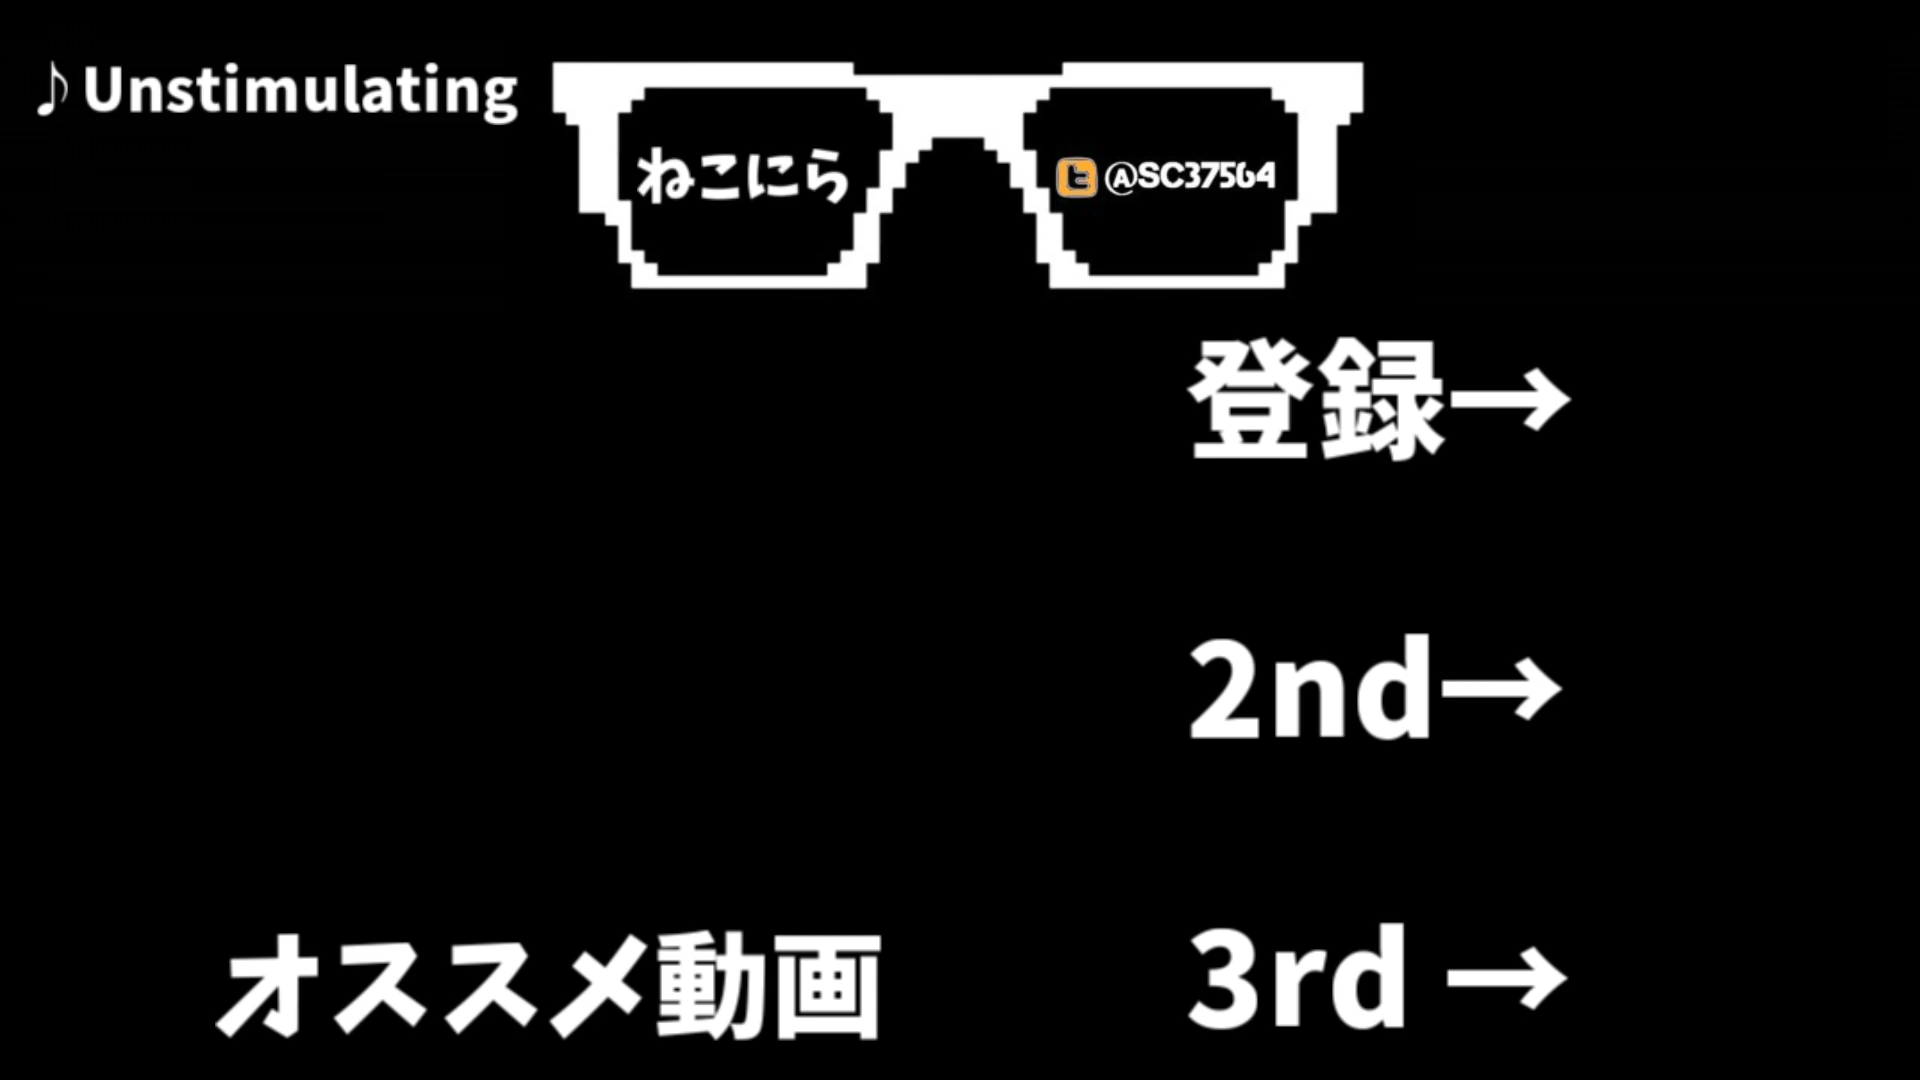 ♪Unstimulating
ねこにら
@SC37564
登録→
2nd→
3rd →
オススメ動画